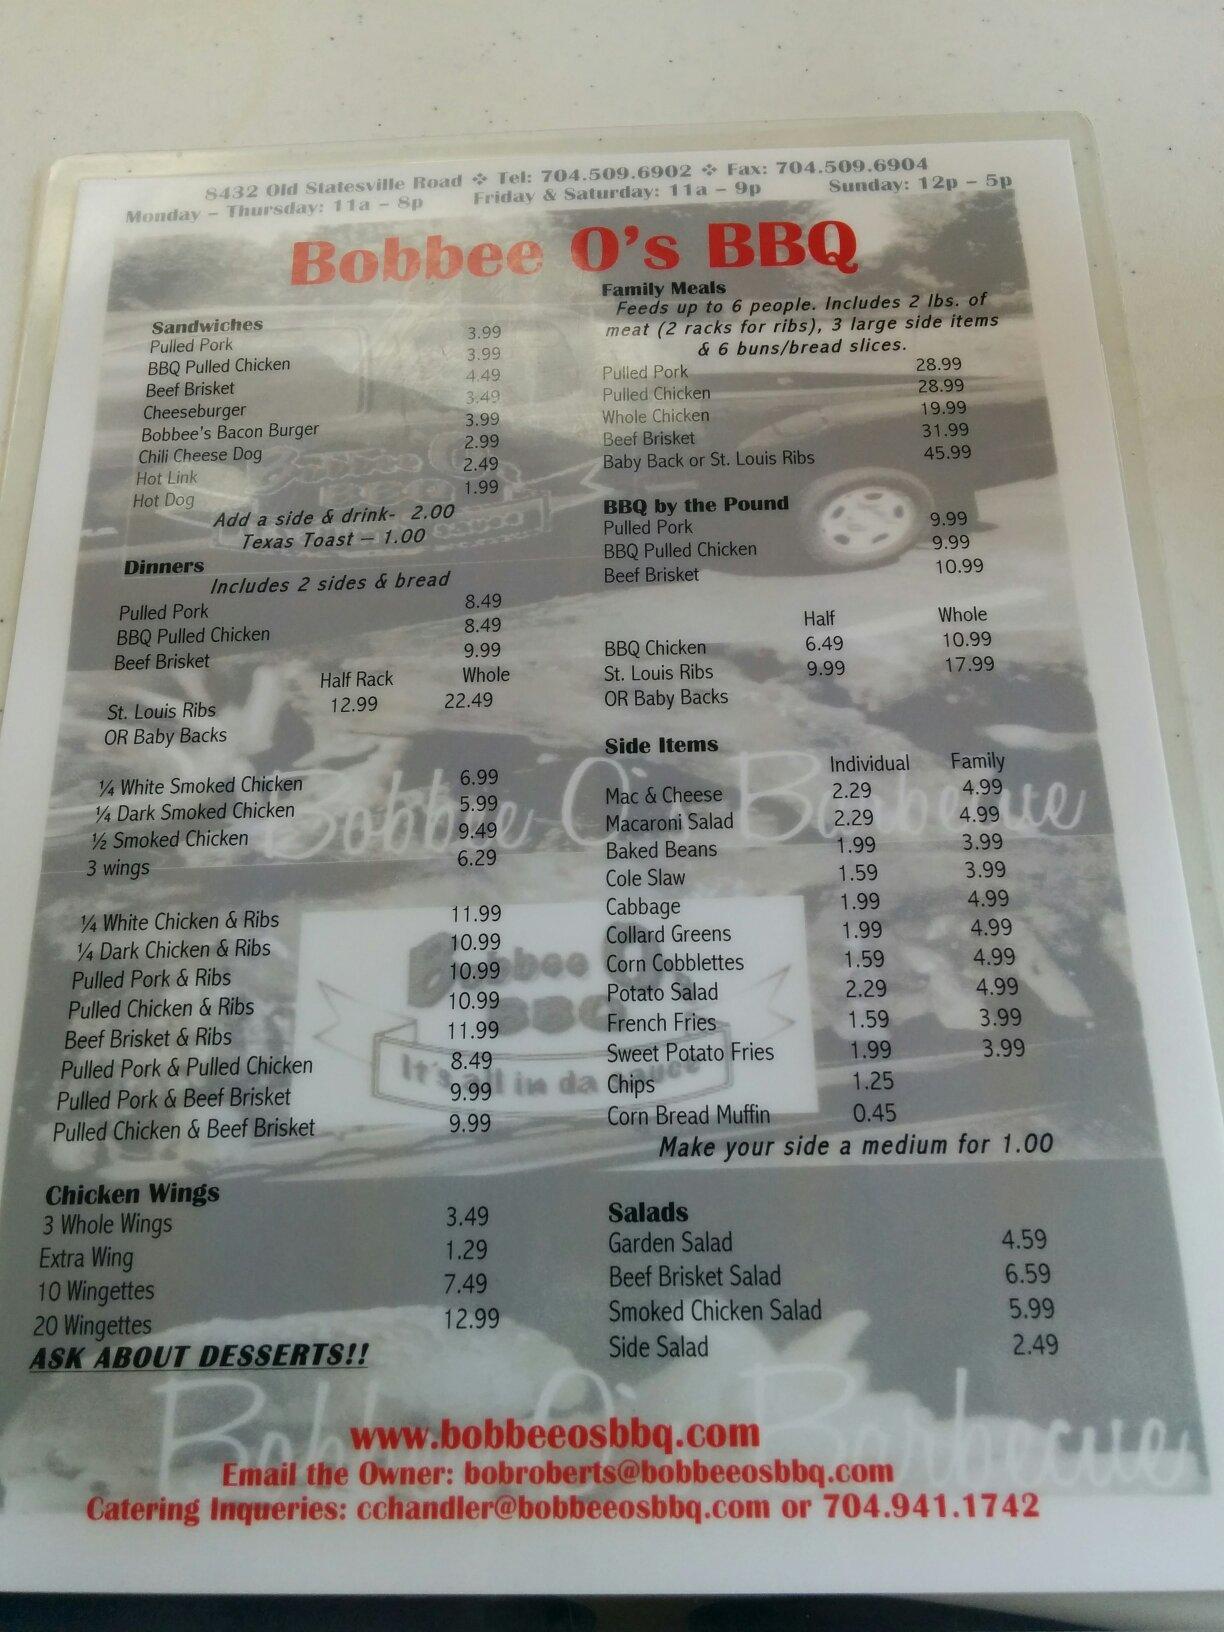 8432 Old Statesville Road ❖ Tel: 704.509.6902 ❖ Fax: 704.509.6904
Monday – Thursday: 11a – 8p Friday & Saturday: 11a – 9p Sunday: 12p – 5p
Bobbee O's BBQ
Sandwiches
Pulled Pork 3.99
BBQ Pulled Chicken 3.99
Beef Brisket 4.49
Cheeseburger 3.49
Bobbee's Bacon Burger 3.99
Chili Cheese Dog 2.99
Hot Link 2.49
Hot Dog 1.99
Add a side & drink- 2.00
Texas Toast – 1.00
Dinners
Includes 2 sides & bread
Pulled Pork 8.49
BBQ Pulled Chicken 8.49
Beef Brisket 9.99
Half Rack Whole
St. Louis Ribs 12.99 22.49
OR Baby Backs
¼ White Smoked Chicken 6.99
¼ Dark Smoked Chicken 5.99
½ Smoked Chicken 9.49
3 wings 6.29
¼ White Chicken & Ribs 11.99
¼ Dark Chicken & Ribs 10.99
Pulled Pork & Ribs 10.99
Pulled Chicken & Ribs 10.99
Beef Brisket & Ribs 11.99
Pulled Pork & Pulled Chicken 8.49
Pulled Pork & Beef Brisket 9.99
Pulled Chicken & Beef Brisket 9.99
Chicken Wings
3 Whole Wings 3.49
Extra Wing 1.29
10 Wingettes 7.49
20 Wingettes 12.99
ASK ABOUT DESSERTS!!
Family Meals
Feeds up to 6 people. Includes 2 lbs. of
meat (2 racks for ribs), 3 large side items
& 6 buns/bread slices.
Pulled Pork 28.99
Pulled Chicken 28.99
Whole Chicken 19.99
Beef Brisket 31.99
Baby Back or St. Louis Ribs 45.99
BBQ by the Pound
Pulled Pork 9.99
BBQ Pulled Chicken 9.99
Beef Brisket 10.99
Half Whole
BBQ Chicken 6.49 10.99
St. Louis Ribs 9.99 17.99
OR Baby Backs
Side Items
Individual Family
Mac & Cheese 2.29 4.99
Macaroni Salad 2.29 4.99
Baked Beans 1.99 3.99
Cole Slaw 1.59 3.99
Cabbage 1.99 4.99
Collard Greens 1.99 4.99
Corn Cobblettes 1.59 4.99
Potato Salad 2.29 4.99
French Fries 1.59 3.99
Sweet Potato Fries 1.99 3.99
Chips 1.25
Corn Bread Muffin 0.45
Make your side a medium for 1.00
Salads
Garden Salad 4.59
Beef Brisket Salad 6.59
Smoked Chicken Salad 5.99
Side Salad 2.49
Bobbie O's Barbecue
Bobbee O's
BBQ
It's all in da sauce
www.bobbeeosbbq.com
Email the Owner: bobroberts@bobbeeosbbq.com
Catering Inqueries: cchandler@bobbeeosbbq.com or 704.941.1742